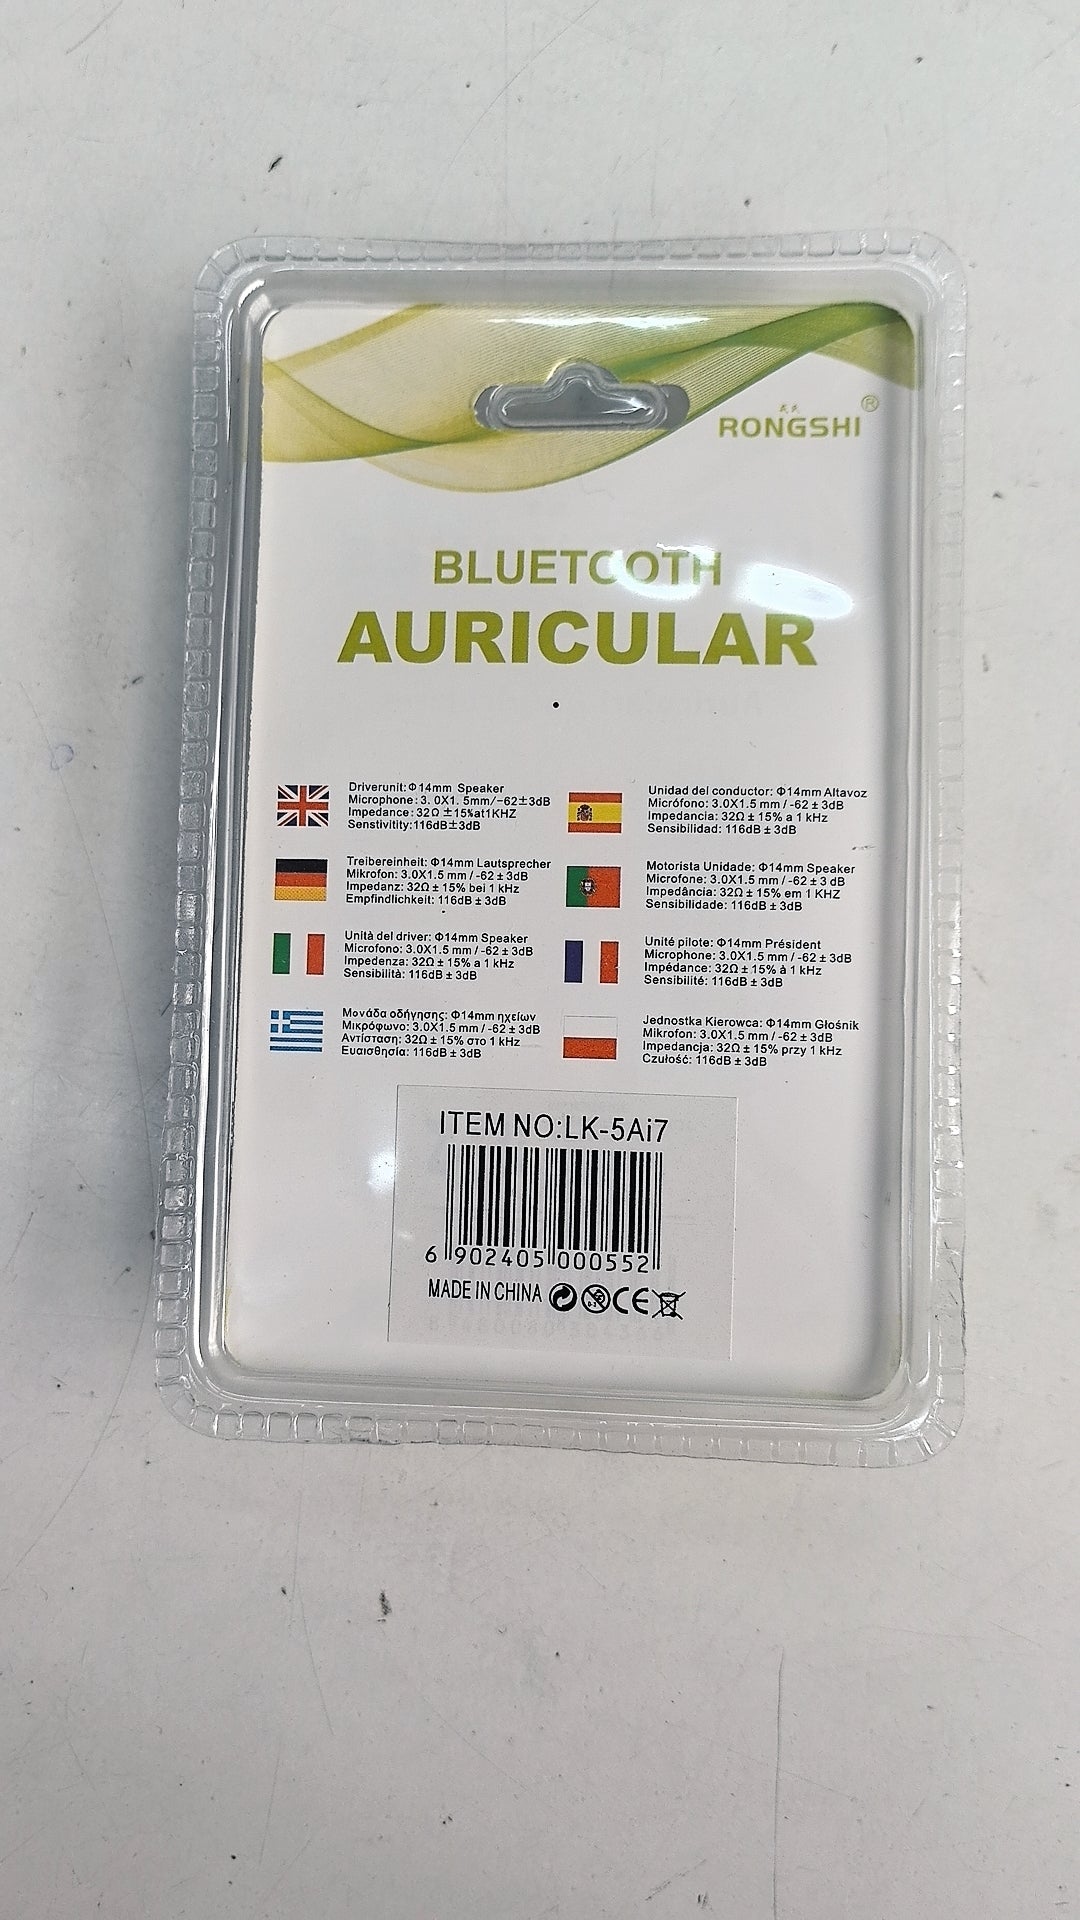 戎氏
RONGSHI®
BLUETOOTH
AURICULAR
Driverunit: Φ14mm Speaker
Microphone: 3. 0X1. 5mm/-62±3dB
Impedance: 32Ω ±15%at1KHZ
Senstivity: 116dB±3dB
Unidad del conductor: Φ14mm Altavoz
Micrófono: 3.0X1.5 mm / -62 ± 3dB
Impedancia: 32Ω ± 15% a 1 kHz
Sensibilidad: 116dB ± 3dB
Treibereinheit: Φ14mm Lautsprecher
Mikrofon: 3.0X1.5 mm / -62 ± 3dB
Impedanz: 32Ω ± 15% bei 1 kHz
Empfindlichkeit: 116dB ± 3dB
Motorista Unidade: Φ14mm Speaker
Microfone: 3.0X1.5 mm / -62 ± 3 dB
Impedância: 32Ω ± 15% em 1 KHZ
Sensibilidade: 116dB ± 3dB
Unità del driver: Φ14mm Speaker
Microfono: 3.0X1.5 mm / -62 ± 3dB
Impedenza: 32Ω ± 15% a 1 kHz
Sensibilità: 116dB ± 3dB
Unité pilote: Φ14mm Président
Microphone: 3.0X1.5 mm / -62 ± 3dB
Impédance: 32Ω ± 15% à 1 kHz
Sensibilité: 116dB ± 3dB
Μονάδα οδήγησης: Φ14mm ηχείων
Μικρόφωνο: 3.0X1.5 mm / -62 ± 3dB
Αντίσταση: 32Ω ± 15% στο 1 kHz
Ευαισθησία: 116dB ± 3dB
Jednostka Kierowca: Φ14mm Głośnik
Mikrofon: 3.0X1.5 mm / -62 ± 3dB
Impedancja: 32Ω ± 15% przy 1 kHz
Czułość: 116dB ± 3dB
ITEM NO:LK-5Ai7
6 902405 000552
MADE IN CHINA 0-3 CE